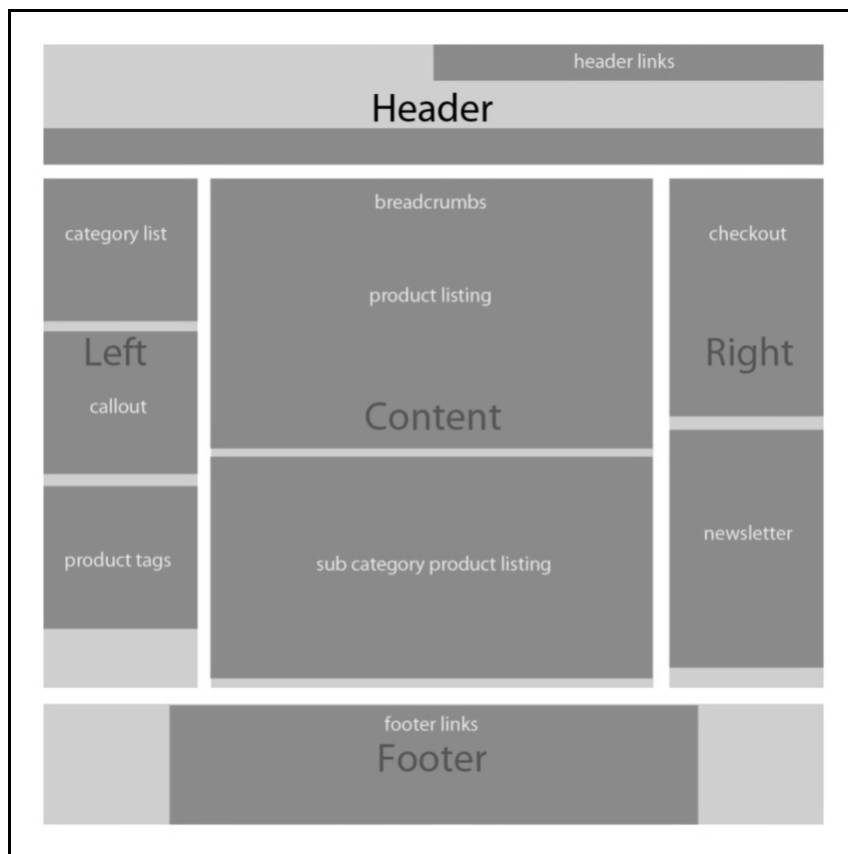 header links
Header
breadcrumbs
category list
checkout
product listing
Left
Right
callout
Content
newsletter
product tags
sub category product listing
footer links
Footer